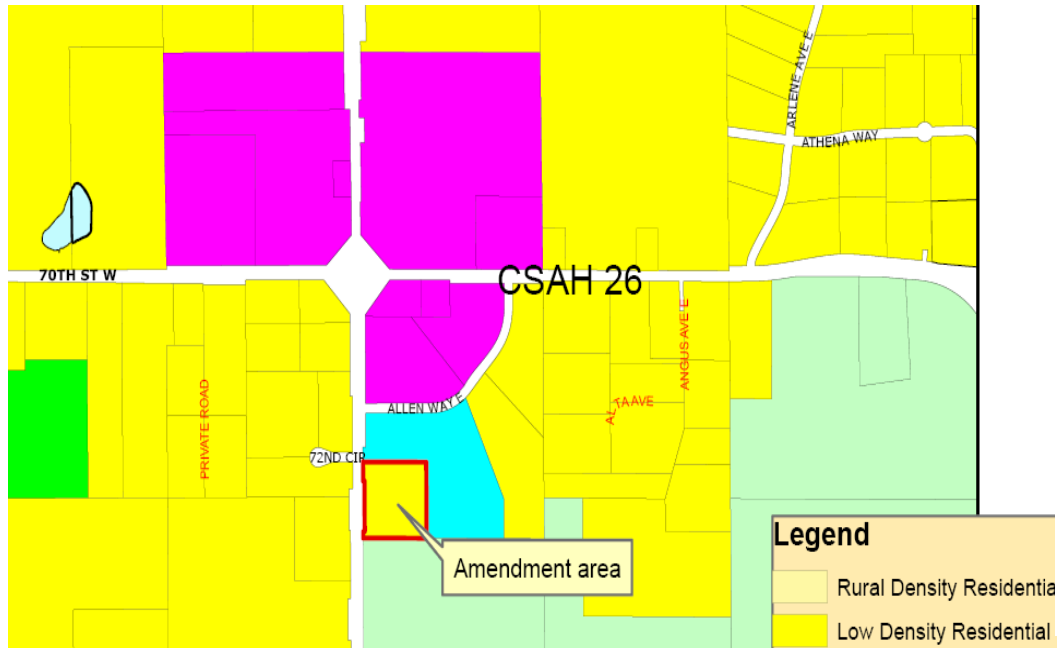 ARLENE AVE E
ATHENA WAY
70TH ST W
CSAH 26
PRIVATE ROAD
ANGUS AVE E
ALTA AVE
ALLEN WAY E
72ND CIR
Amendment area
Legend
Rural Density Residentia
Low Density Residential